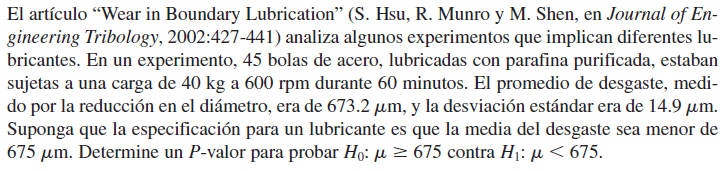 El artículo “Wear in Boundary Lubrication” (S. Hsu, R. Munro y M. Shen, en Journal of En-
gineering Tribology, 2002:427-441) analiza algunos experimentos que implican diferentes lu-
bricantes. En un experimento, 45 bolas de acero, lubricadas con parafina purificada, estaban
sujetas a una carga de 40 kg a 600 rpm durante 60 minutos. El promedio de desgaste, medi-
do por la reducción en el diámetro, era de 673.2 μm, y la desviación estándar era de 14.9 μm.
Suponga que la especificación para un lubricante es que la media del desgaste sea menor de
675 μm. Determine un P-valor para probar H₀: μ ≥ 675 contra H₁: μ < 675.